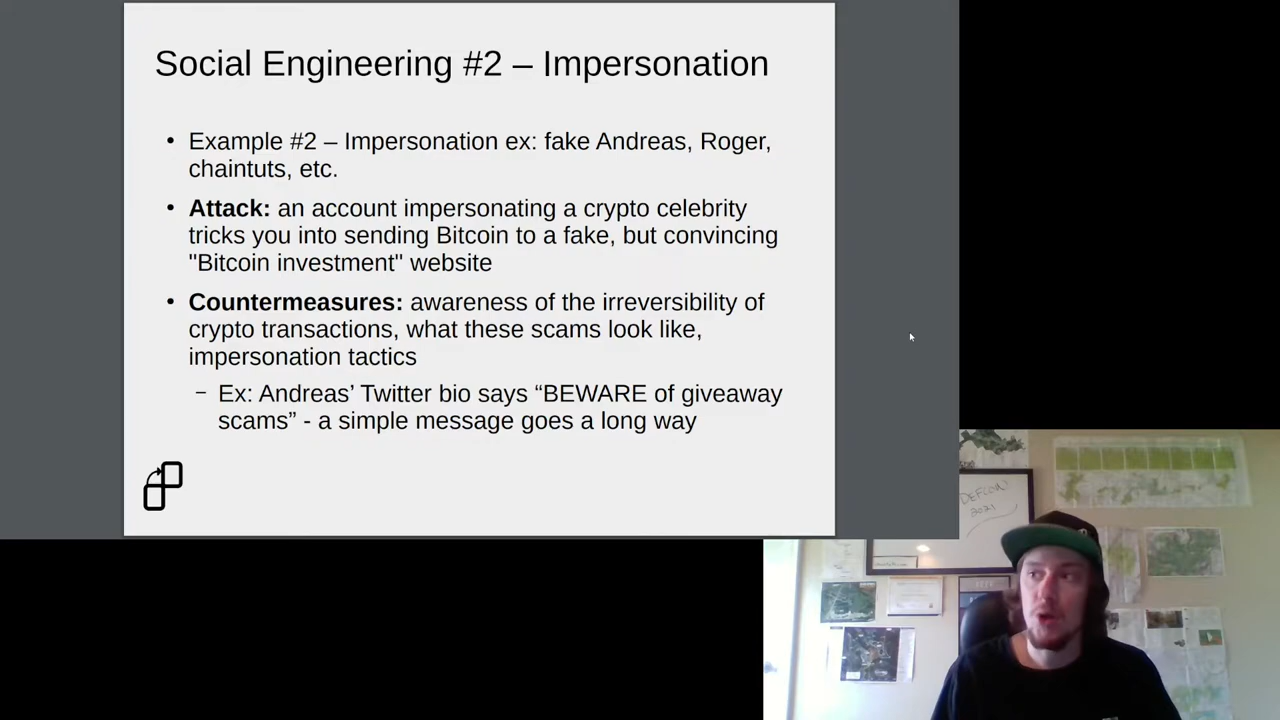 Social Engineering #2 – Impersonation
• Example #2 – Impersonation ex: fake Andreas, Roger,
chaintuts, etc.
• Attack: an account impersonating a crypto celebrity
tricks you into sending Bitcoin to a fake, but convincing
"Bitcoin investment" website
• Countermeasures: awareness of the irreversibility of
crypto transactions, what these scams look like,
impersonation tactics
– Ex: Andreas’ Twitter bio says “BEWARE of giveaway
scams” - a simple message goes a long way
DEFCON
2021